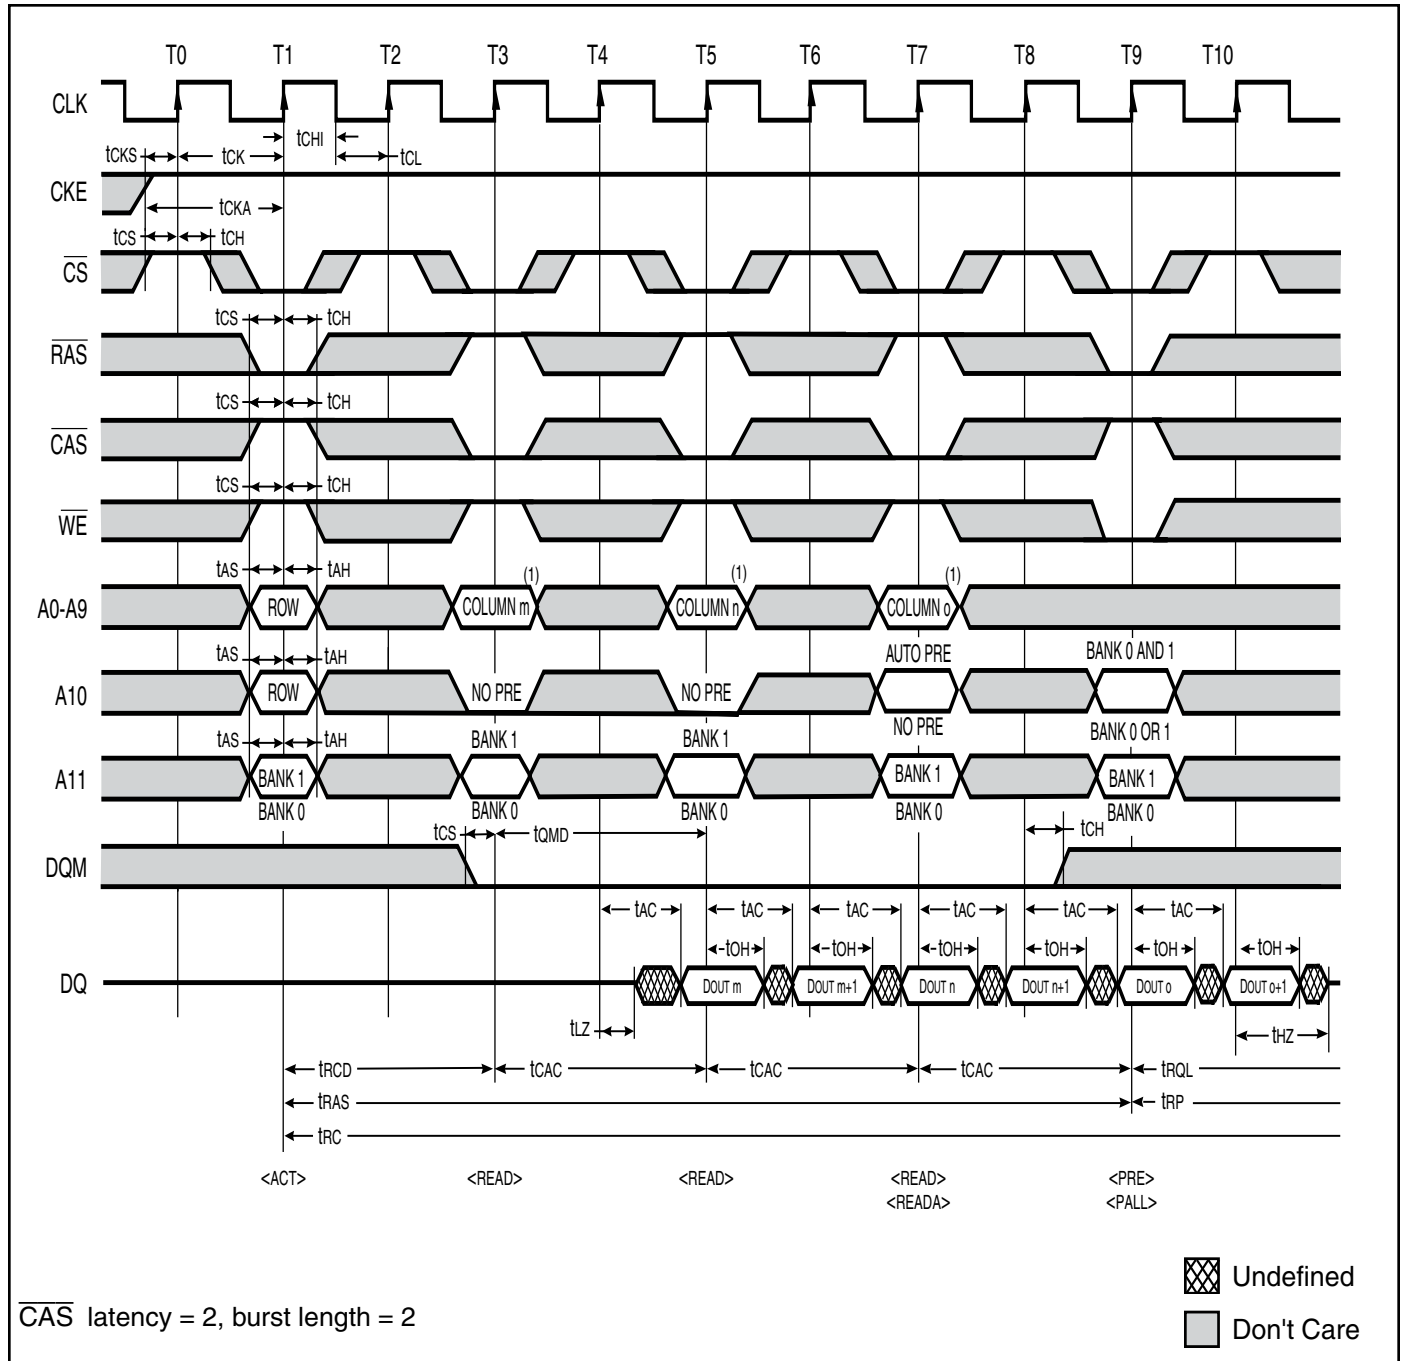 T0 T1 T2 T3 T4 T5 T6 T7 T8 T9 T10
CLK
tCHI
tCKS tCK tCL
CKE
tCKA
tCS tCH
CS
tCS tCH
RAS
tCS tCH
CAS
tCS tCH
WE
tAS tAH (1) (1) (1)
A0-A9 ROW COLUMN m COLUMN n COLUMN o
tAS tAH AUTO PRE BANK 0 AND 1
A10 ROW NO PRE NO PRE
NO PRE BANK 0 OR 1
tAS tAH BANK 1 BANK 1
A11 BANK 1 BANK 1 BANK 1
BANK 0 BANK 0 BANK 0 BANK 0 BANK 0
tCS tQMD tCH
DQM
tAC tAC tAC tAC tAC tAC
tOH tOH tOH tOH tOH tOH
DQ DOUT m DOUT m+1 DOUT n DOUT n+1 DOUT o DOUT o+1
tLZ tHZ
tRCD tCAC tCAC tCAC tRQL
tRAS tRP
tRC
<ACT> <READ> <READ> <READ> <PRE>
<READA> <PALL>
Undefined
CAS latency = 2, burst length = 2
Don't Care